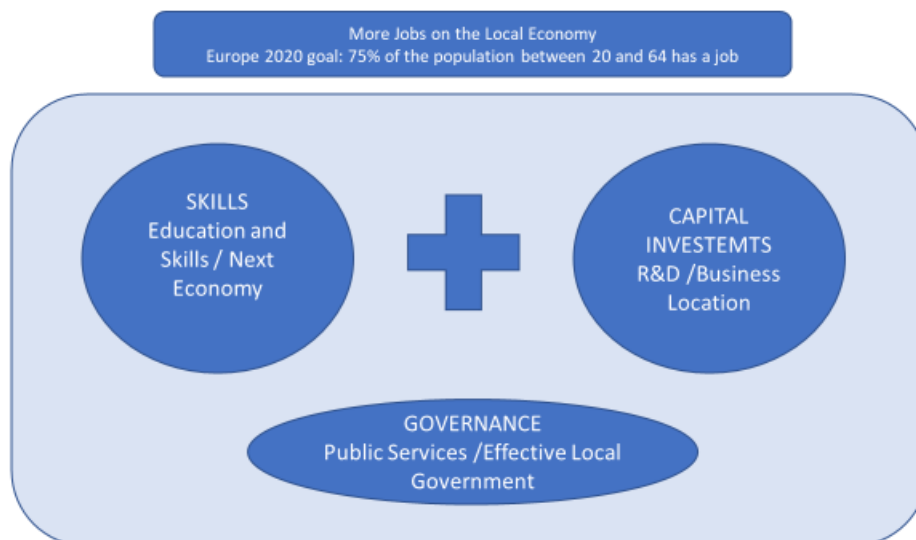 More Jobs on the Local Economy
Europe 2020 goal: 75% of the population between 20 and 64 has a job
SKILLS
Education and
Skills / Next
Economy
CAPITAL
INVESTEMTS
R&D /Business
Location
GOVERNANCE
Public Services /Effective Local
Government